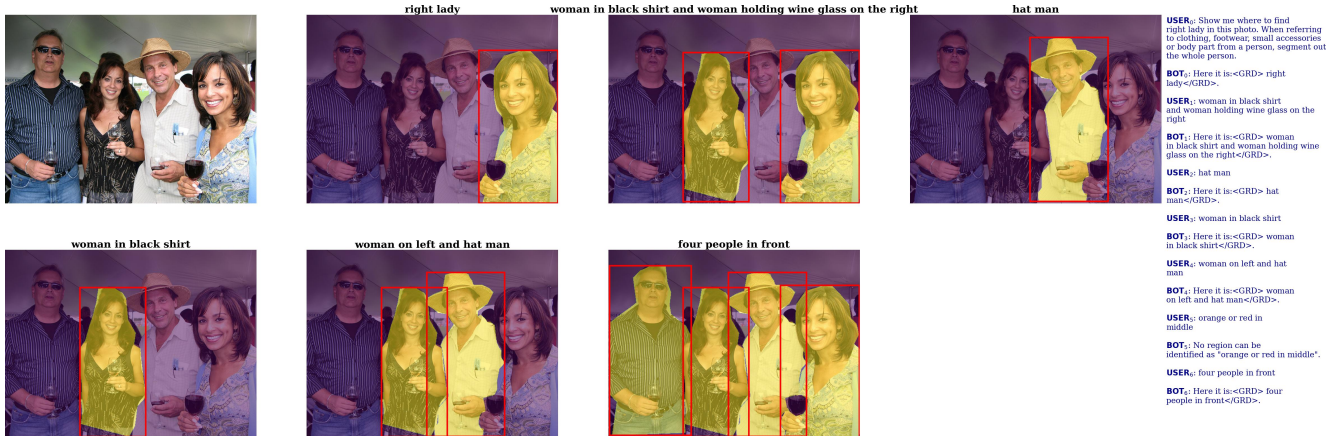 right lady
woman in black shirt and woman holding wine glass on the right
hat man
woman in black shirt
woman on left and hat man
four people in front
USER0: Show me where to find
right lady in this photo. When referring
to clothing, footwear, small accessories
or body part from a person, segment out
the whole person.
BOT0: Here it is:<GRD> right
lady</GRD>.
USER1: woman in black shirt
and woman holding wine glass on the
right
BOT1: Here it is:<GRD> woman
in black shirt and woman holding wine
glass on the right</GRD>.
USER2: hat man
BOT2: Here it is:<GRD> hat
man</GRD>.
USER3: woman in black shirt
BOT3: Here it is:<GRD> woman
in black shirt</GRD>.
USER4: woman on left and hat
man
BOT4: Here it is:<GRD> woman
on left and hat man</GRD>.
USER5: orange or red in
middle
BOT5: No region can be
identified as "orange or red in middle".
USER6: four people in front
BOT6: Here it is:<GRD> four
people in front</GRD>.